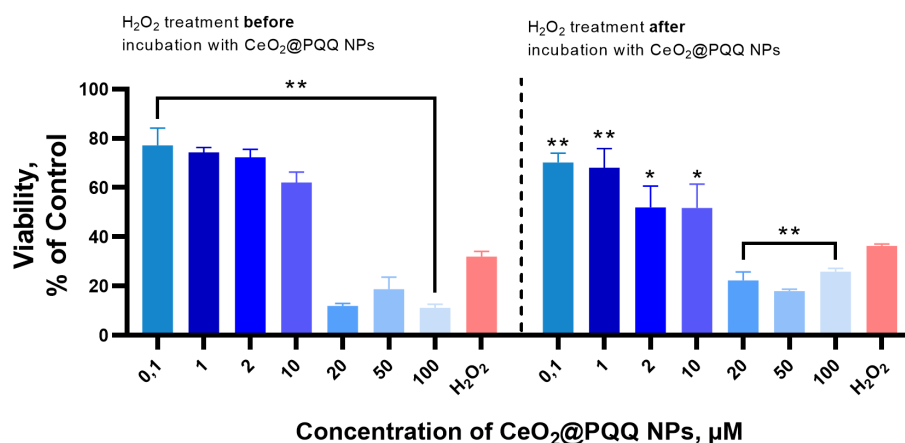 H₂O₂ treatment before
incubation with CeO₂@PQQ NPs
H₂O₂ treatment after
incubation with CeO₂@PQQ NPs
Viability,
% of Control
100
80
60
40
20
0
**
**
**
*
*
**
0,1
1
2
10
20
50
100
H₂O₂
0,1
1
2
10
20
50
100
H₂O₂
Concentration of CeO₂@PQQ NPs, µM